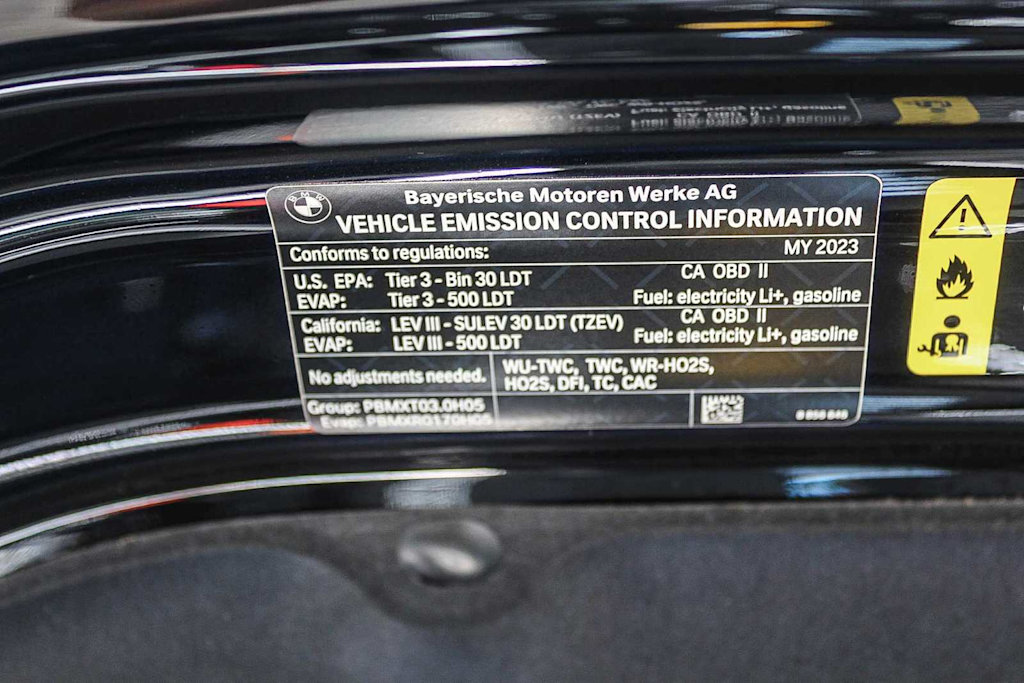 BMW
Bayerische Motoren Werke AG
VEHICLE EMISSION CONTROL INFORMATION
Conforms to regulations: MY 2023
U.S. EPA: Tier 3 - Bin 30 LDT CA OBD II
EVAP: Tier 3 - 500 LDT Fuel: electricity Li+, gasoline
California: LEV III - SULEV 30 LDT (TZEV) CA OBD II
EVAP: LEV III - 500 LDT Fuel: electricity Li+, gasoline
No adjustments needed. WU-TWC, TWC, WR-HO2S,
HO2S, DFI, TC, CAC
Group: PBMXT03.0H05
Evap: PBMXR0170H05